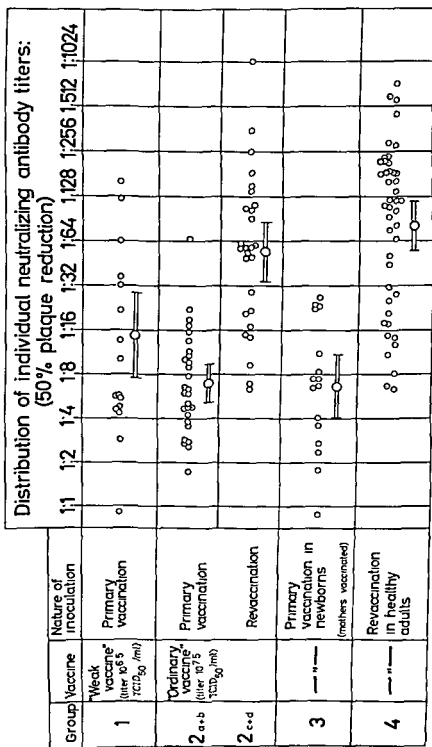 Distribution of individual neutralizing antibody titers:
(50% plaque reduction)
Group
Vaccine
Nature of
inoculation
1:1
1:2
1:4
1:8
1:16
1:32
1:64
1:128
1:256
1:512
1:1024
1
"Weak
vaccine"
(titer 10^6.5
TCID50/ml)
Primary
vaccination
2 a+b
"Ordinary
vaccine"
(titer 10^7.5
TCID50/ml)
Primary
vaccination
2 c+d
Revaccination
3
—"—
Primary
vaccination in
newborns
(mothers vaccinated)
4
—"—
Revaccination
in healthy
adults